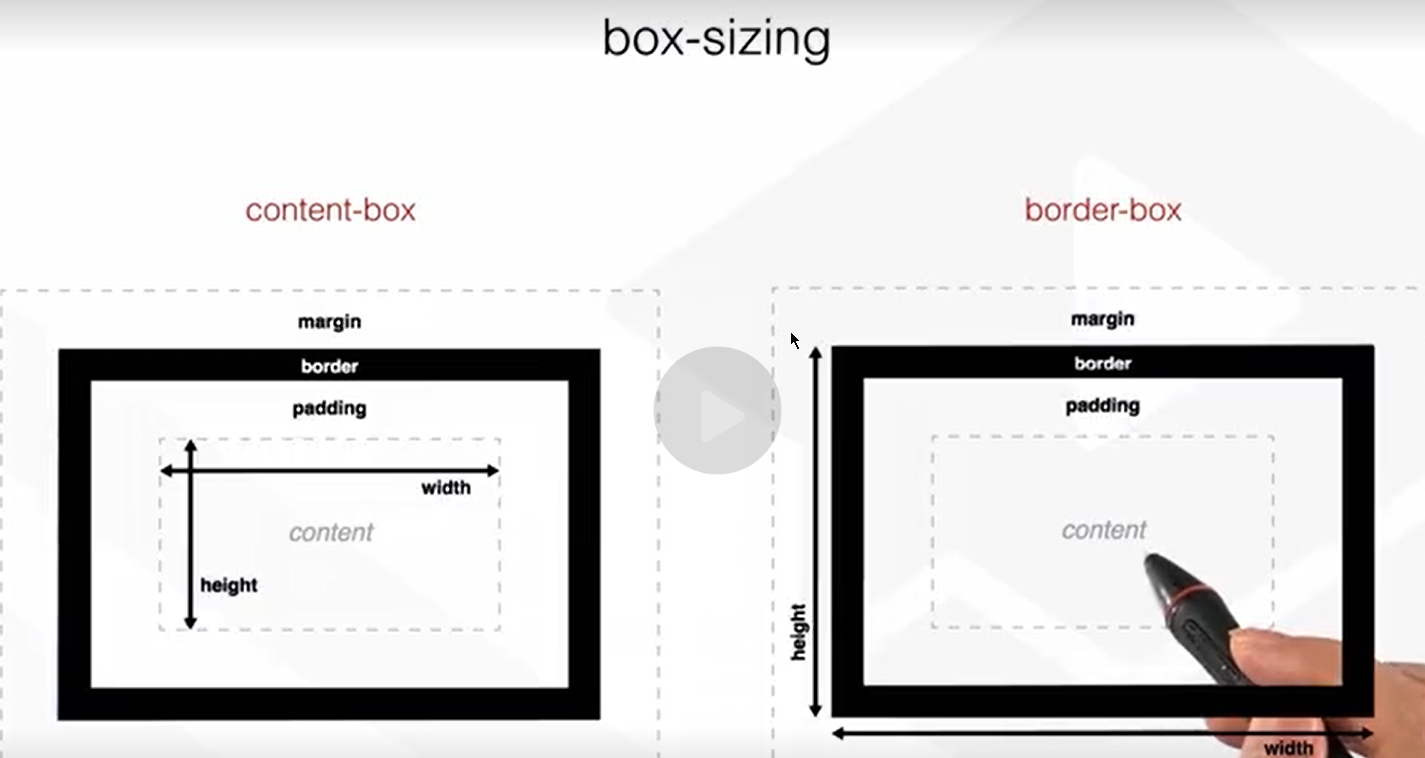 box-sizing
content-box
margin
border
padding
width
content
height
border-box
margin
border
padding
content
height
width